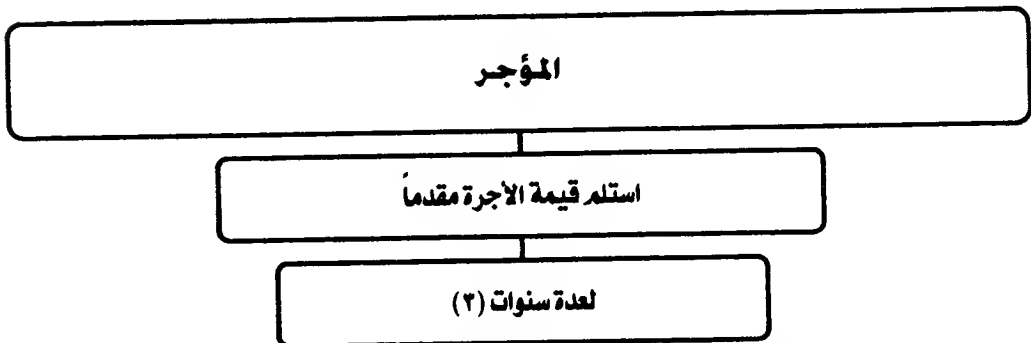 المؤجر
استلم قيمة الأجرة مقدماً
لعدة سنوات (٣)